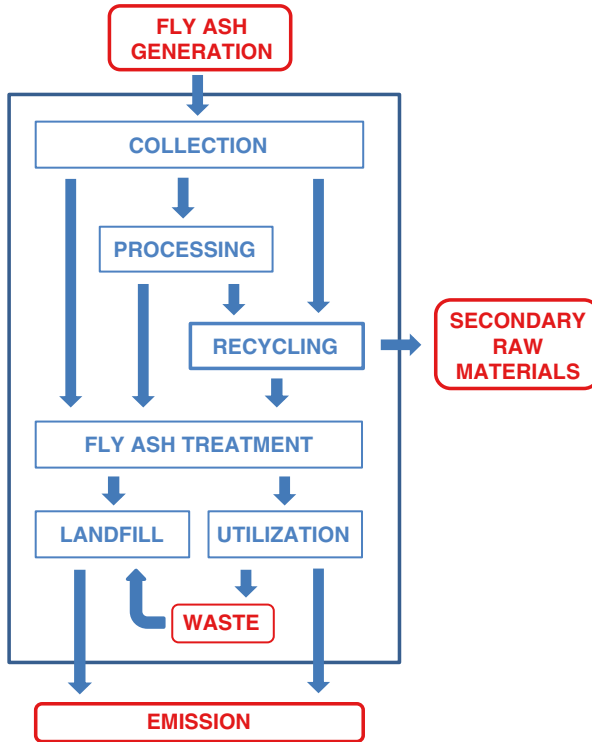 FLY ASH
GENERATION
COLLECTION
PROCESSING
RECYCLING
SECONDARY
RAW
MATERIALS
FLY ASH TREATMENT
LANDFILL
UTILIZATION
WASTE
EMISSION